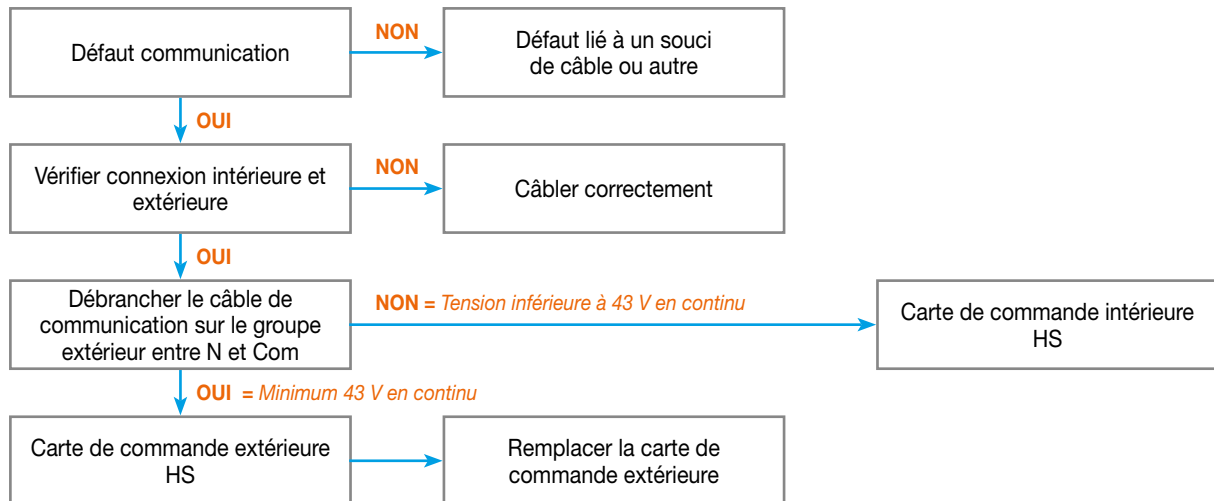 Défaut communication
NON
Défaut lié à un souci
de câble ou autre
OUI
Vérifier connexion intérieure et
extérieure
NON
Câbler correctement
OUI
Débrancher le câble de
communication sur le groupe
extérieur entre N et Com
NON = Tension inférieure à 43 V en continu
Carte de commande intérieure
HS
OUI = Minimum 43 V en continu
Carte de commande extérieure
HS
Remplacer la carte de
commande extérieure